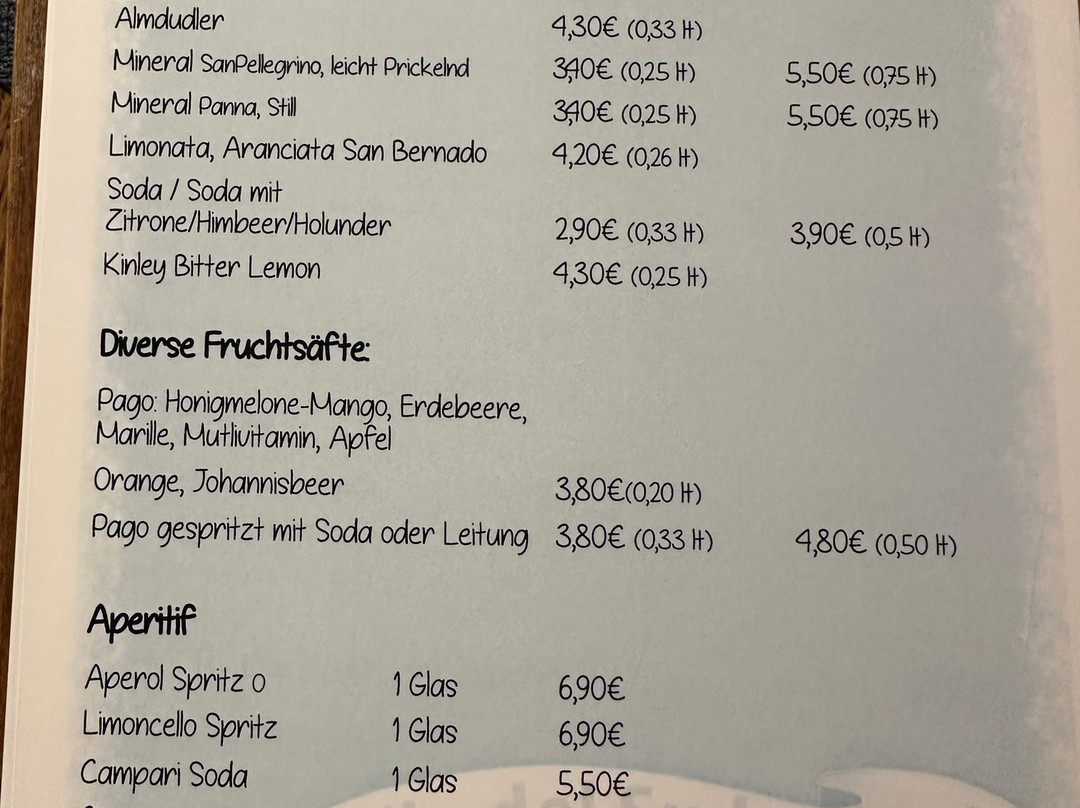 Almdudler 4,30€ (0,33 lt)
Mineral SanPellegrino, leicht Prickelnd 3,40€ (0,25 lt) 5,50€ (0,75 lt)
Mineral Panna, Still 3,40€ (0,25 lt) 5,50€ (0,75 lt)
Limonata, Aranciata San Bernado 4,20€ (0,26 lt)
Soda / Soda mit
Zitrone/Himbeer/Holunder 2,90€ (0,33 lt) 3,90€ (0,5 lt)
Kinley Bitter Lemon 4,30€ (0,25 lt)
Diverse Fruchtsäfte:
Pago: Honigmelone-Mango, Erdebeere,
Marille, Mutlivitamin, Apfel
Orange, Johannisbeer 3,80€(0,20 lt)
Pago gespritzt mit Soda oder Leitung 3,80€ (0,33 lt) 4,80€ (0,50 lt)
Aperitif
Aperol Spritz o 1 Glas 6,90€
Limoncello Spritz 1 Glas 6,90€
Campari Soda 1 Glas 5,50€